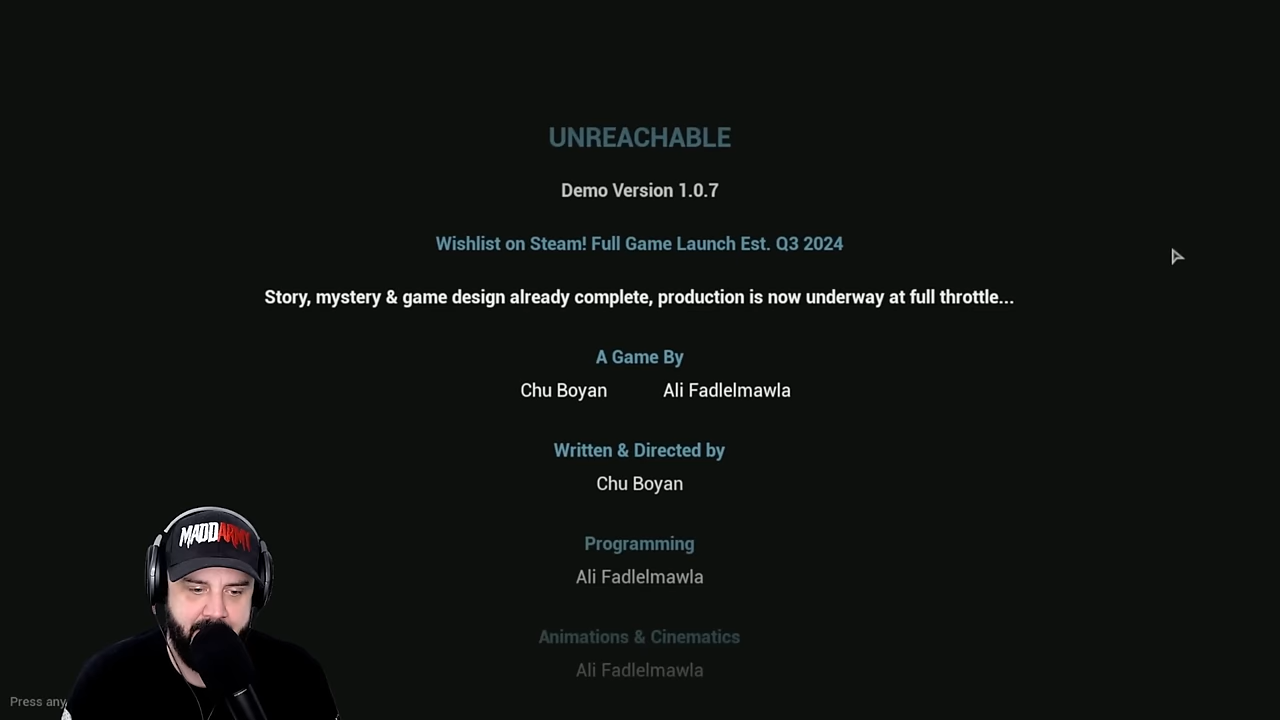 UNREACHABLE
Demo Version 1.0.7
Wishlist on Steam! Full Game Launch Est. Q3 2024
Story, mystery & game design already complete, production is now underway at full throttle...
A Game By
Chu Boyan Ali Fadlelmawla
Written & Directed by
Chu Boyan
Programming
Ali Fadlelmawla
Animations & Cinematics
Ali Fadlelmawla
MADDARMY
Press any